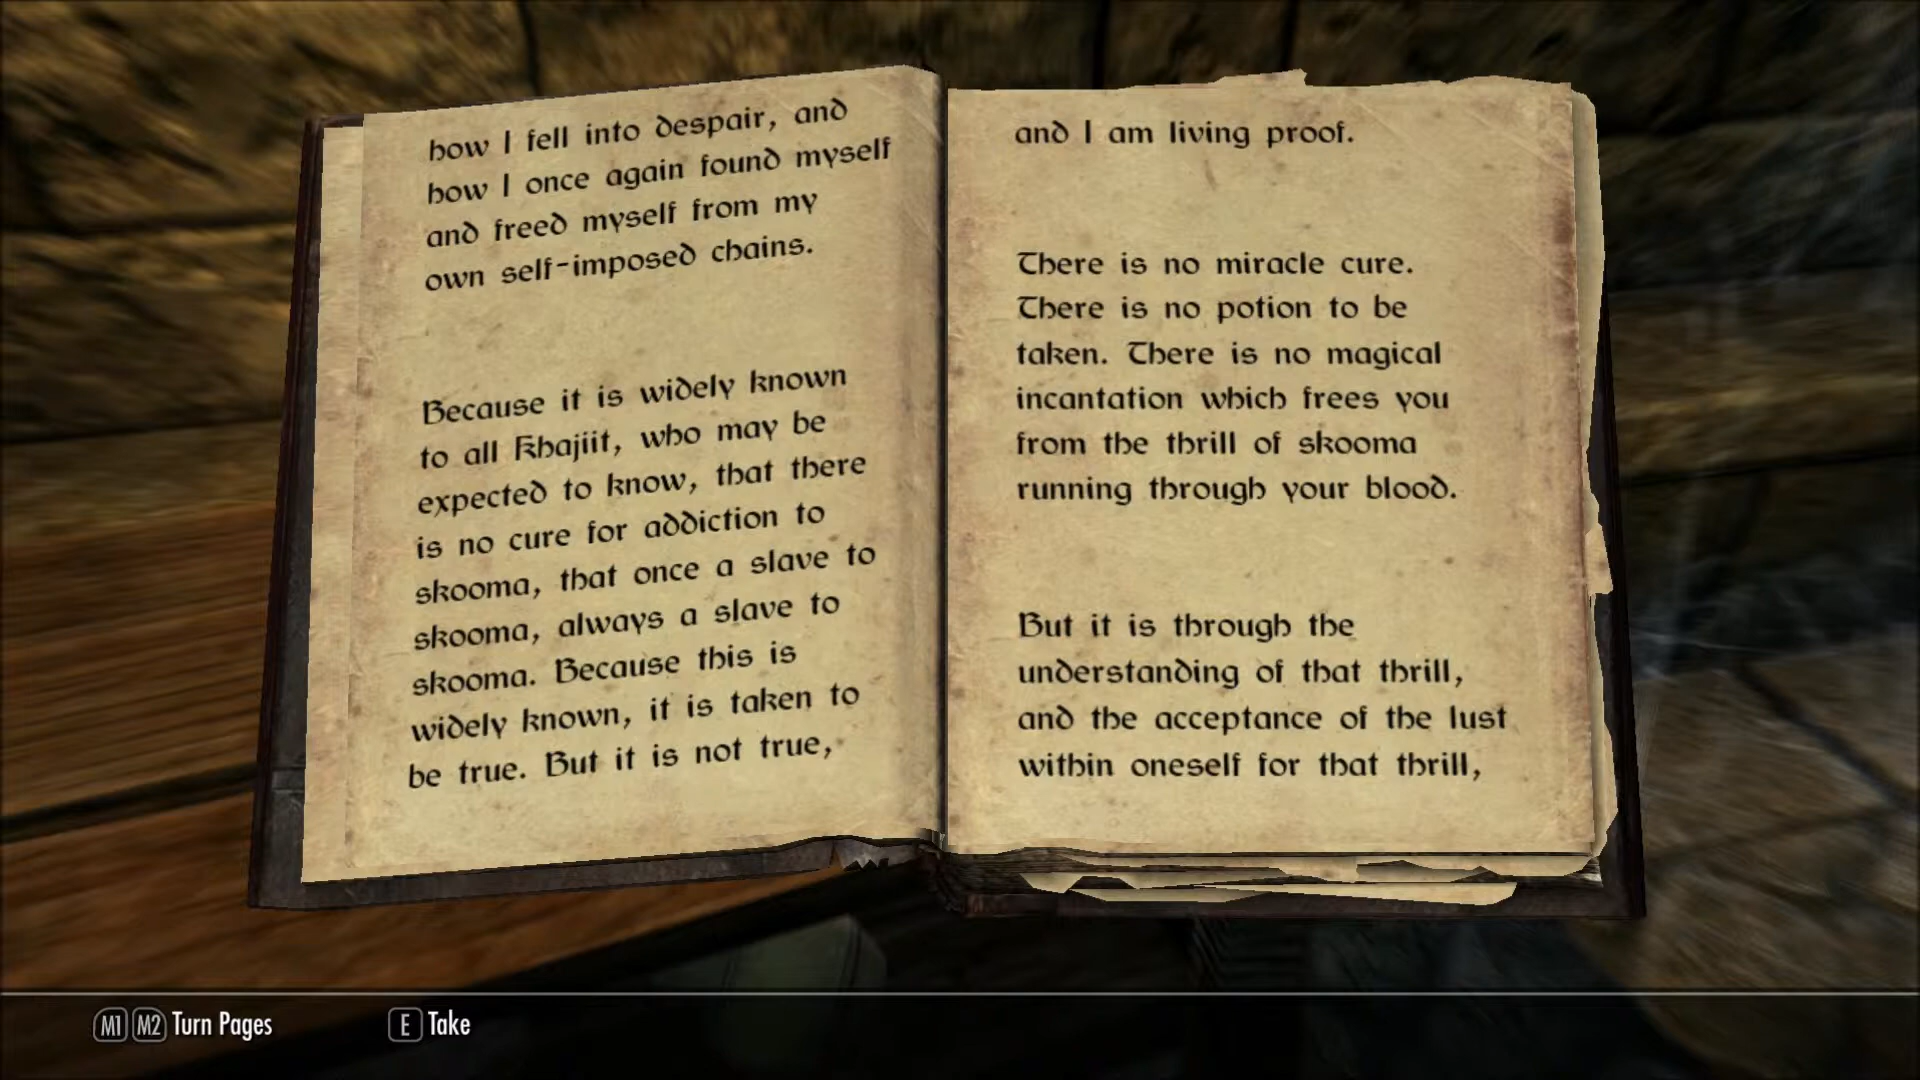 how I fell into despair, and
how I once again found myself
and freed myself from my
own self-imposed chains.
Because it is widely known
to all Khajiit, who may be
expected to know, that there
is no cure for addiction to
skooma, that once a slave to
skooma, always a slave to
skooma. Because this is
widely known, it is taken to
be true. But it is not true,
and I am living proof.
There is no miracle cure.
There is no potion to be
taken. There is no magical
incantation which frees you
from the thrill of skooma
running through your blood.
But it is through the
understanding of that thrill,
and the acceptance of the lust
within oneself for that thrill,
M1 M2 Turn Pages
E Take